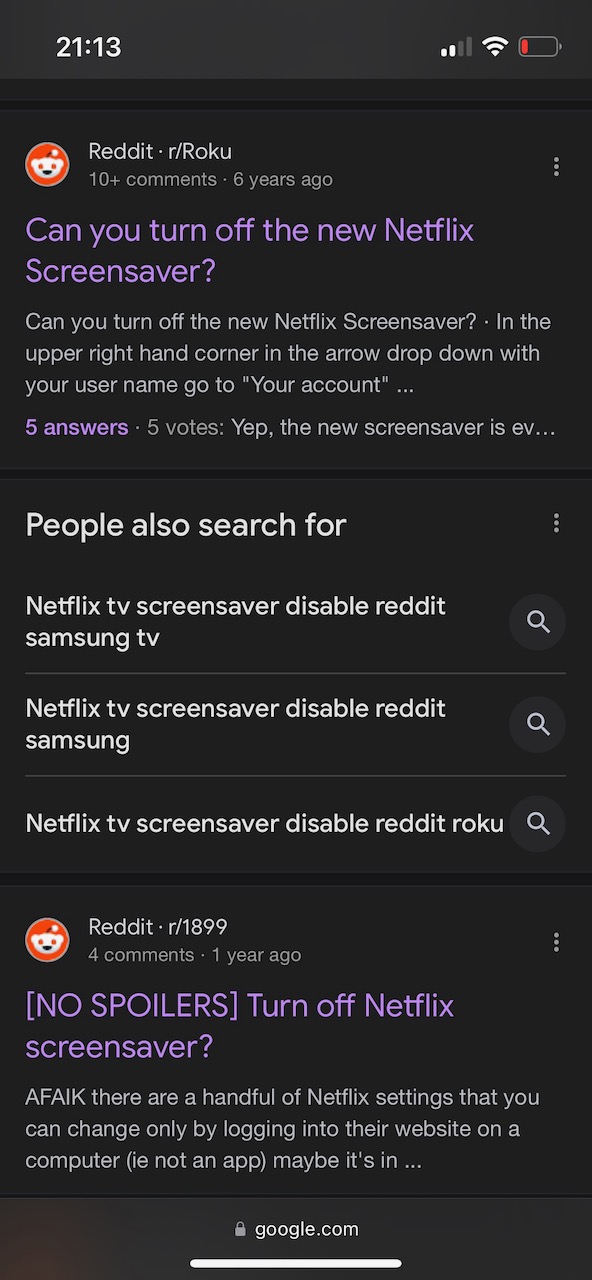 21:13
Reddit · r/Roku
10+ comments · 6 years ago
Can you turn off the new Netflix
Screensaver?
Can you turn off the new Netflix Screensaver? · In the
upper right hand corner in the arrow drop down with
your user name go to "Your account" ...
5 answers · 5 votes: Yep, the new screensaver is ev...
People also search for
Netflix tv screensaver disable reddit
samsung tv
Netflix tv screensaver disable reddit
samsung
Netflix tv screensaver disable reddit roku
Reddit · r/1899
4 comments · 1 year ago
[NO SPOILERS] Turn off Netflix
screensaver?
AFAIK there are a handful of Netflix settings that you
can change only by logging into their website on a
computer (ie not an app) maybe it's in ...
google.com